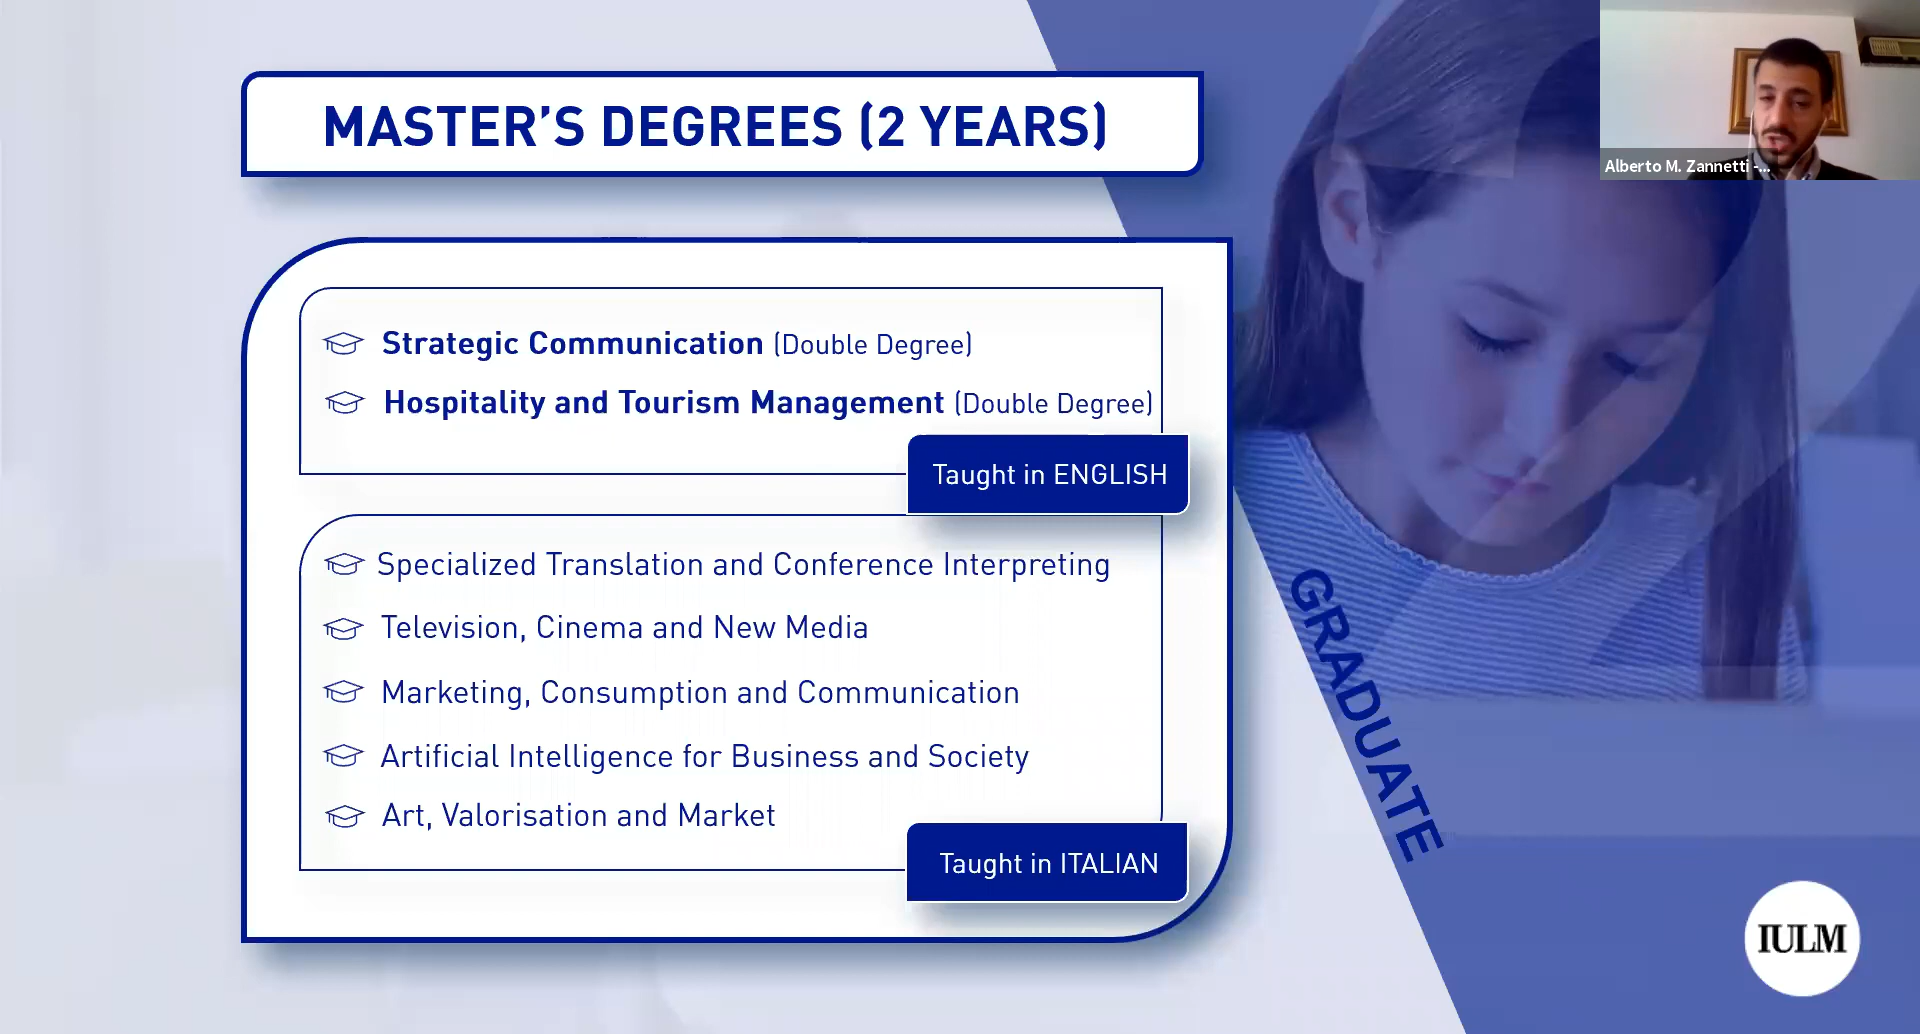 MASTER’S DEGREES (2 YEARS)
Alberto M. Zannetti -...
Strategic Communication (Double Degree)
Hospitality and Tourism Management (Double Degree)
Taught in ENGLISH
Specialized Translation and Conference Interpreting
Television, Cinema and New Media
Marketing, Consumption and Communication
Artificial Intelligence for Business and Society
Art, Valorisation and Market
Taught in ITALIAN
GRADUATE
IULM